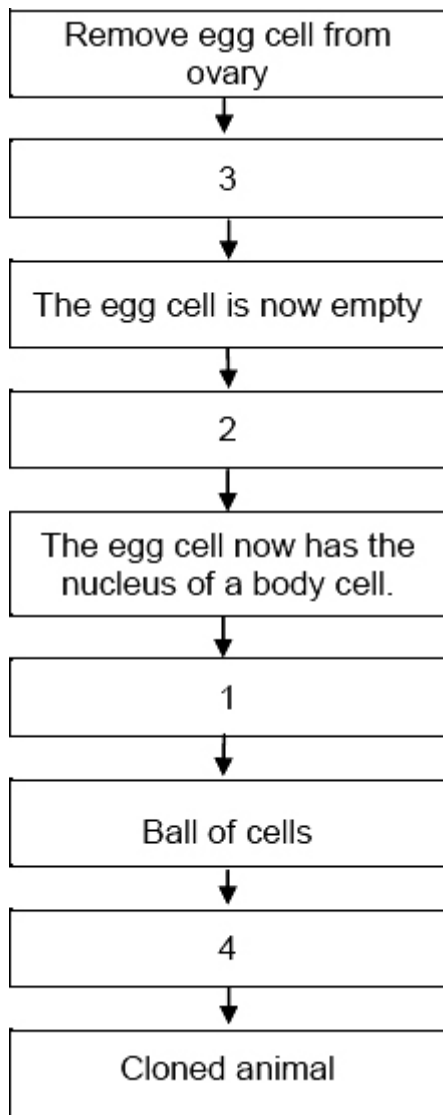 Remove egg cell from
ovary
3
The egg cell is now empty
2
The egg cell now has the
nucleus of a body cell.
1
Ball of cells
4
Cloned animal